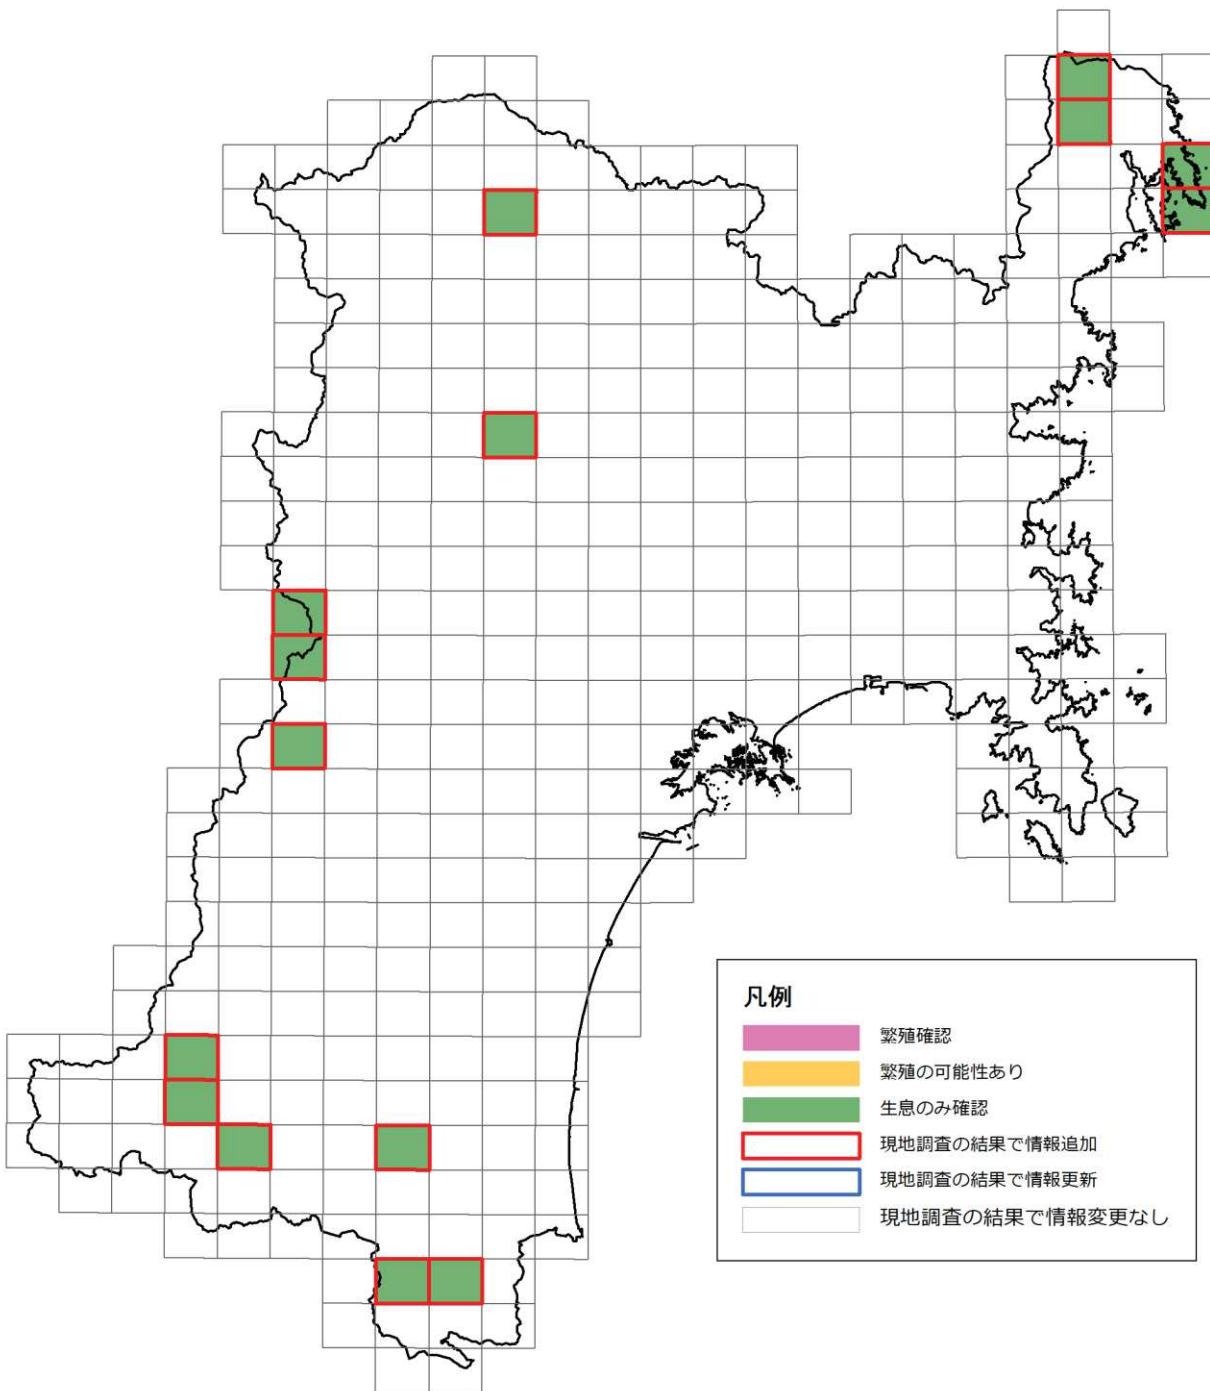 凡例
繁殖確認
繁殖の可能性あり
生息のみ確認
現地調査の結果で情報追加
現地調査の結果で情報更新
現地調査の結果で情報変更なし